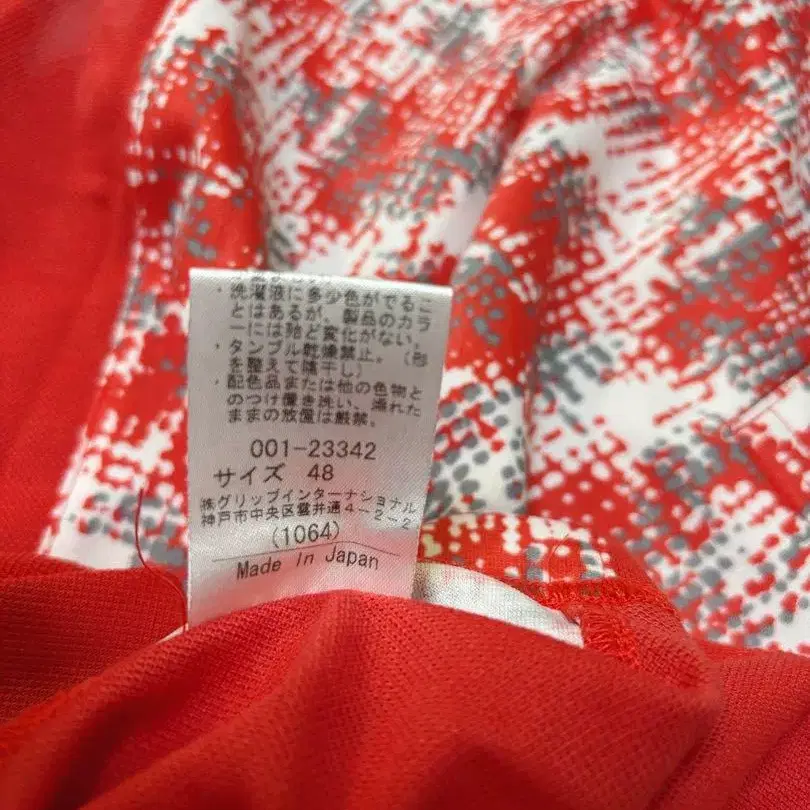 ・洗濯液に多少色がでるこ
とはあるが、製品のカラ
ーには殆ど変化がない。
・タンブル乾燥禁止。（形
を整えて陰干し）
・配色品または他の色物と
のつけ置き洗い、濡れた
ままの放置は厳禁。
001-23342
サイズ 48
㈱グリップインターナショナル
神戸市中央区雲井通4-2-2
(1064)
Made in Japan